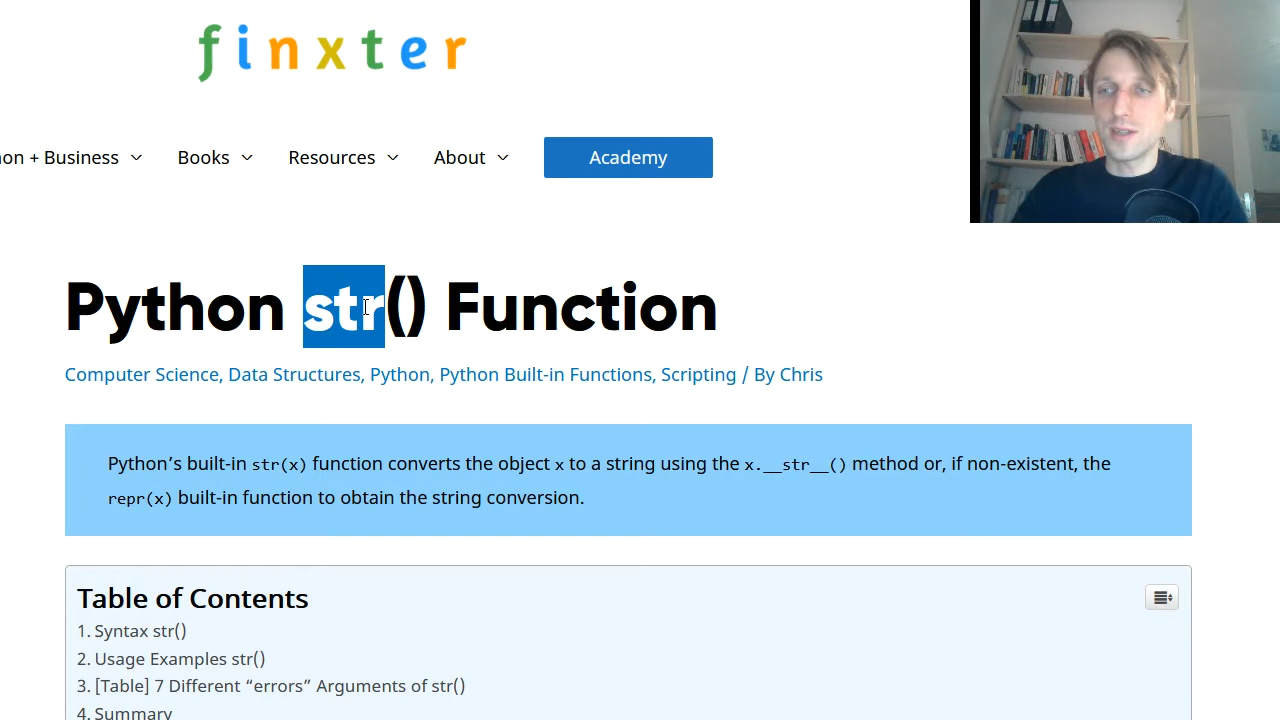 finxter
on + Business
Books
Resources
About
Academy
Python str() Function
Computer Science, Data Structures, Python, Python Built-in Functions, Scripting / By Chris
Python’s built-in str(x) function converts the object x to a string using the x.__str__() method or, if non-existent, the
repr(x) built-in function to obtain the string conversion.
Table of Contents
1. Syntax str()
2. Usage Examples str()
3. [Table] 7 Different “errors” Arguments of str()
4. Summary